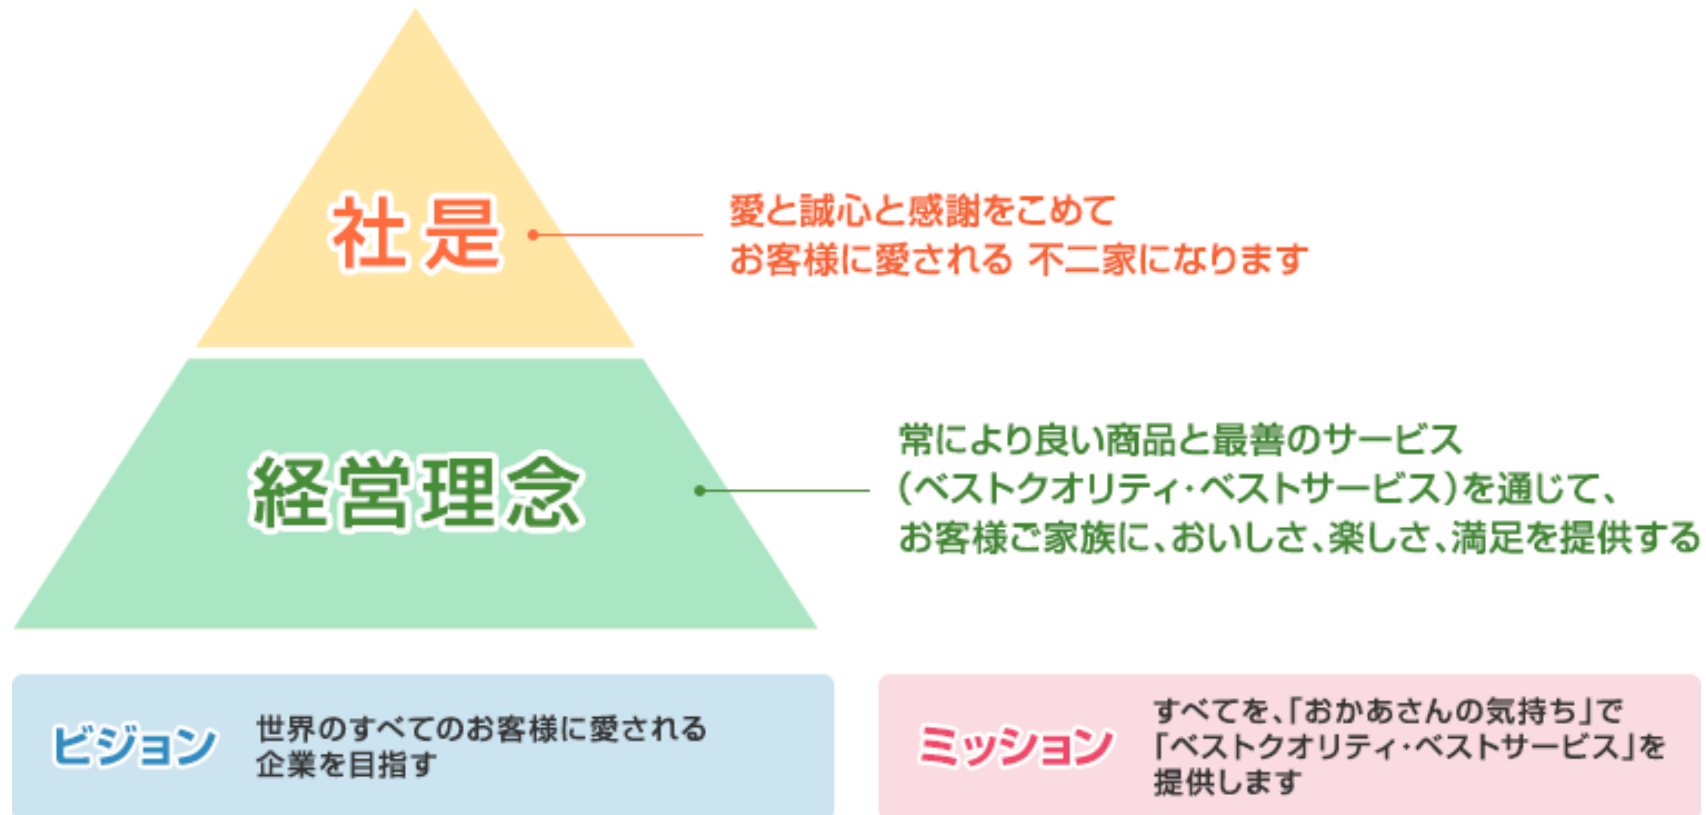 社是
愛と誠心と感謝をこめて
お客様に愛される 不二家になります
経営理念
常により良い商品と最善のサービス
（ベストクオリティ・ベストサービス）を通じて、
お客様ご家族に、おいしさ、楽しさ、満足を提供する
ビジョン
世界のすべてのお客様に愛される
企業を目指す
ミッション
すべてを、「おかあさんの気持ち」で
「ベストクオリティ・ベストサービス」を
提供します